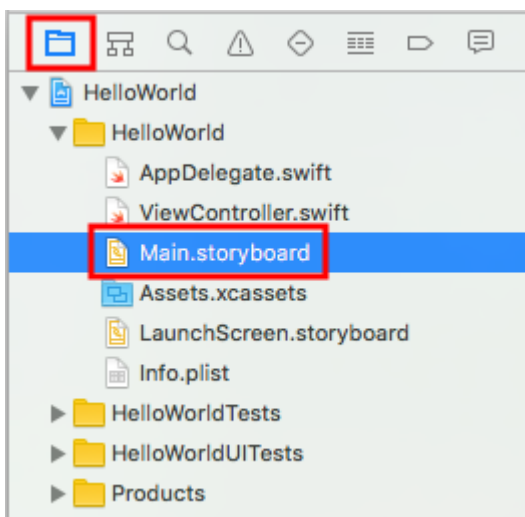 HelloWorld
HelloWorld
AppDelegate.swift
ViewController.swift
Main.storyboard
Assets.xcassets
LaunchScreen.storyboard
Info.plist
HelloWorldTests
HelloWorldUITests
Products